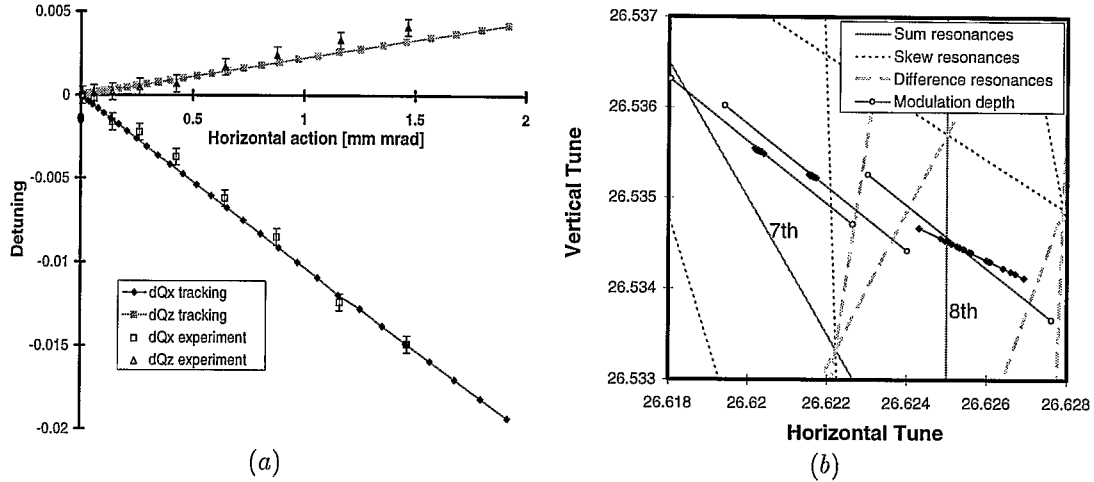 0.005
0
0.5
1
1.5
2
Horizontal action [mm mrad]
-0.005
Detuning
-0.01
-0.015
-0.02
dQx tracking
dQz tracking
dQx experiment
dQz experiment
(a)
26.537
26.536
26.535
26.534
26.533
Vertical Tune
Sum resonances
Skew resonances
Difference resonances
Modulation depth
7th
8th
26.618
26.62
26.622
26.624
26.626
26.628
Horizontal Tune
(b)